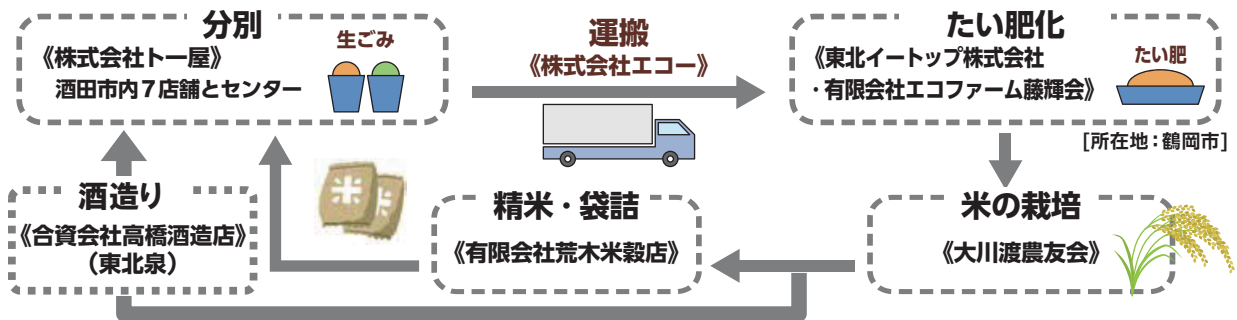 分別
《株式会社ト一屋》
酒田市内7店舗とセンター
生ごみ
運搬
《株式会社エコー》
たい肥化
《東北イートップ株式会社
・有限会社エコファーム藤輝会》
たい肥
[所在地:鶴岡市]
米の栽培
《大川渡農友会》
精米・袋詰
《有限会社荒木米穀店》
米
酒造り
《合資会社高橋酒造店》
(東北泉)